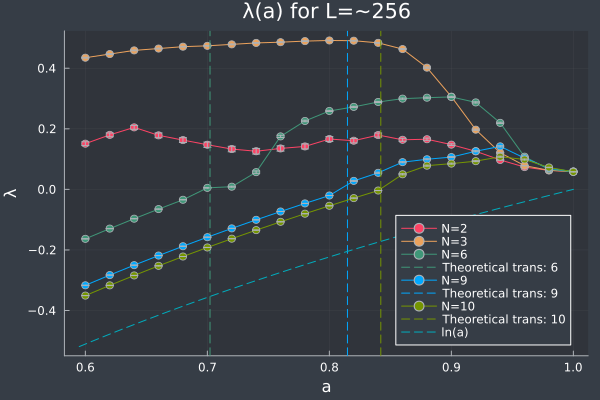 λ(a) for L=~256
0.4
0.2
0.0
−0.2
−0.4
λ
0.6
0.7
0.8
0.9
1.0
a
N=2
N=3
N=6
Theoretical trans: 6
N=9
Theoretical trans: 9
N=10
Theoretical trans: 10
ln(a)